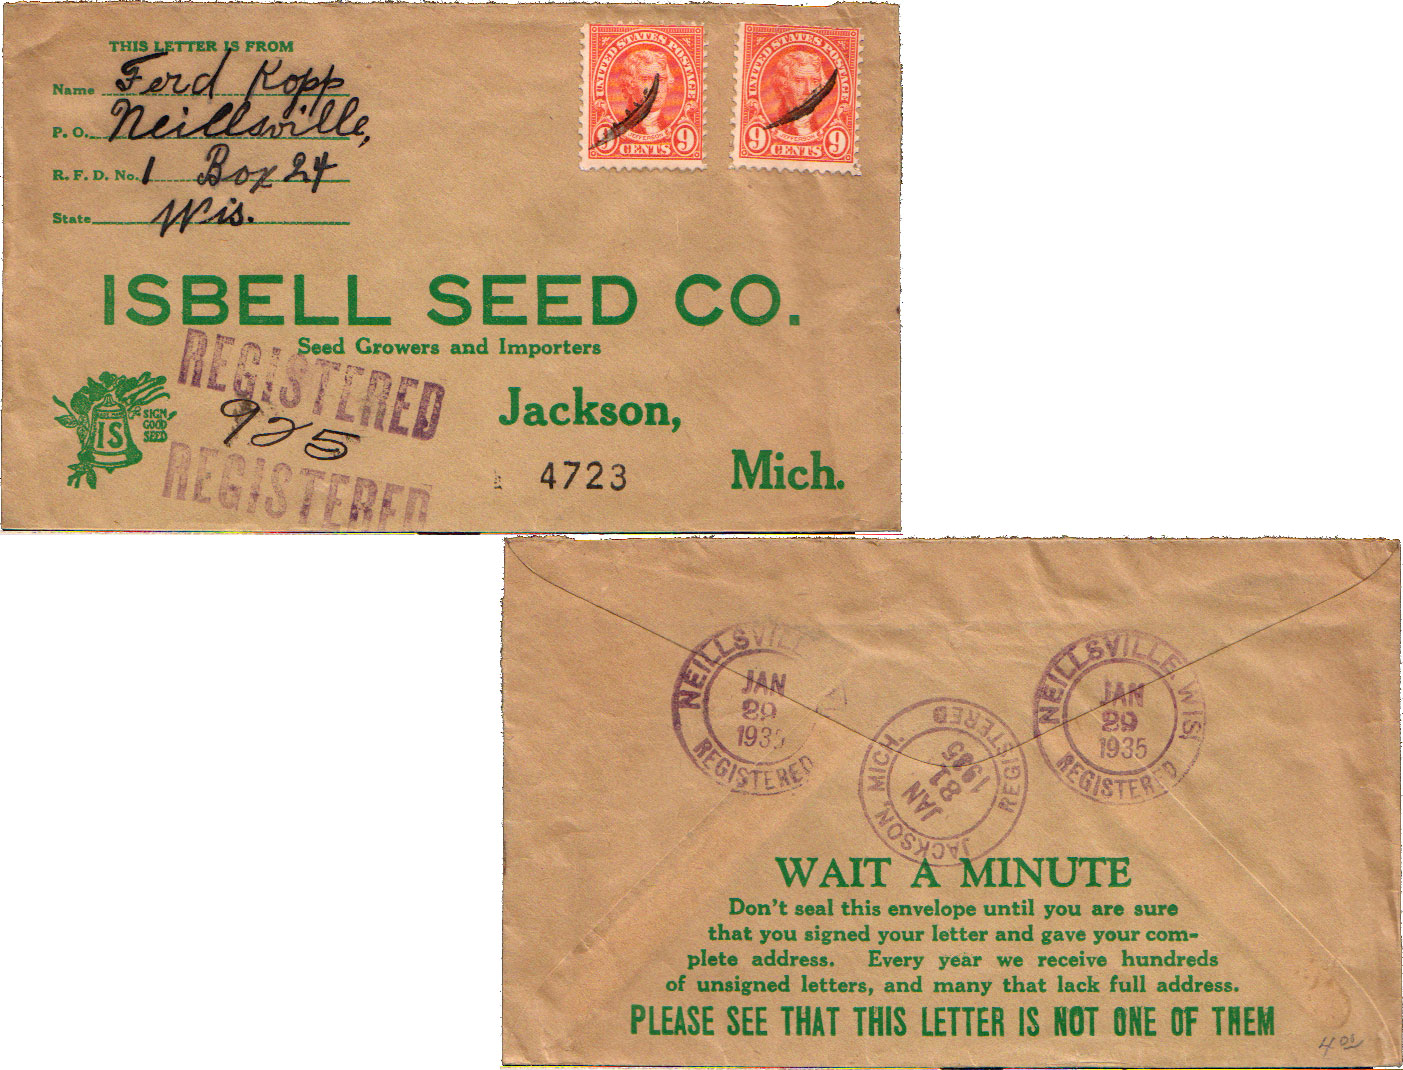 THIS LETTER IS FROM
Name Ferd Kopp
P. O. Neillsville,
R. F. D. No. 1 Box 24
State Wis.
UNITED STATES POSTAGE
JEFFERSON
9 CENTS 9
UNITED STATES POSTAGE
JEFFERSON
9 CENTS 9
ISBELL SEED CO.
Seed Growers and Importers
REGISTERED
925
REGISTERED
IS
SIGN
GOOD
SEED
Jackson,
Mich.
4723
NEILLSVILLE
JAN
29
1935
REGISTERED
JACKSON, MICH.
JAN
31
1935
REGISTERED
NEILLSVILLE, WIS.
JAN
29
1935
REGISTERED
WAIT A MINUTE
Don't seal this envelope until you are sure
that you signed your letter and gave your com-
plete address. Every year we receive hundreds
of unsigned letters, and many that lack full address.
PLEASE SEE THAT THIS LETTER IS NOT ONE OF THEM